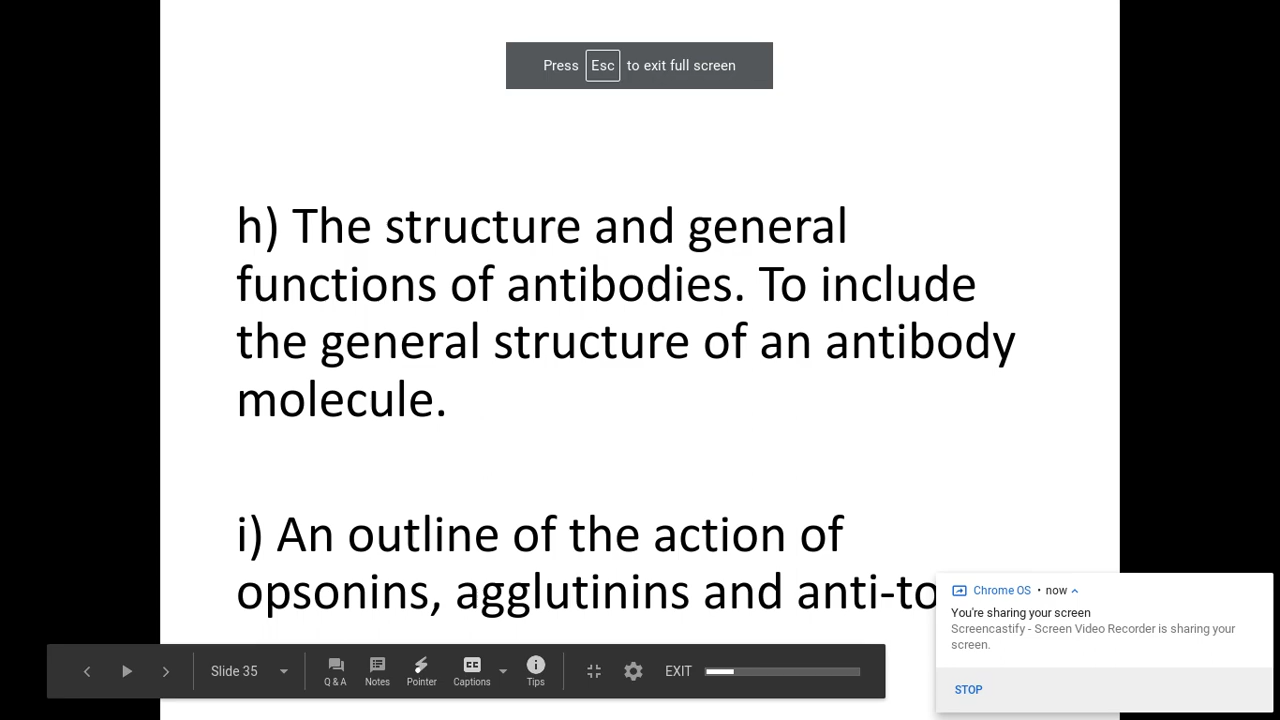 Press Esc to exit full screen
h) The structure and general
functions of antibodies. To include
the general structure of an antibody
molecule.
i) An outline of the action of
opsonins, agglutinins and anti-to
Chrome OS • now
You're sharing your screen
Screencastify - Screen Video Recorder is sharing your
screen.
STOP
Slide 35
Q & A
Notes
Pointer
Captions
Tips
EXIT